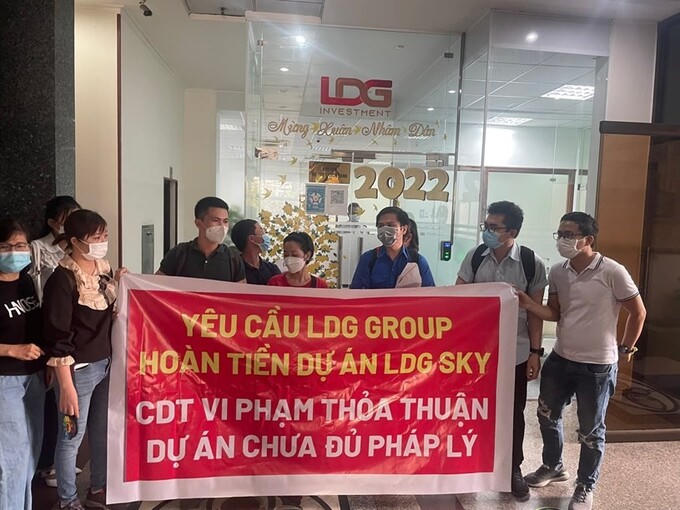 LDG
INVESTMENT
Mừng Xuân Nhâm Dần
2022
YÊU CẦU LDG GROUP
HOÀN TIỀN DỰ ÁN LDG SKY
CDT VI PHẠM THỎA THUẬN
DỰ ÁN CHƯA ĐỦ PHÁP LÝ